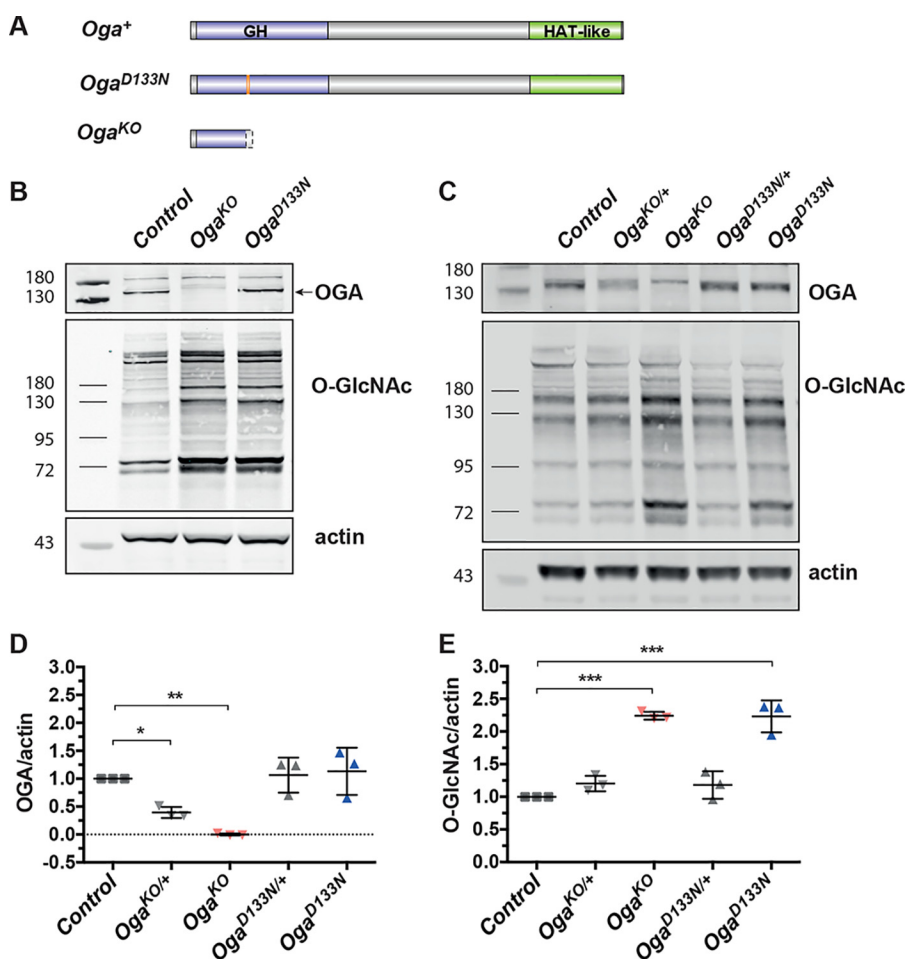 A
Oga+
GH
HAT-like
OgaD133N
OgaKO
B
Control
OgaKO
OgaD133N
180
130
OGA
180
130
95
72
O-GlcNAc
43
actin
C
Control
OgaKO/+
OgaKO
OgaD133N/+
OgaD133N
180
130
OGA
180
130
95
72
O-GlcNAc
43
actin
D
OGA/actin
3.0
2.5
2.0
1.5
1.0
0.5
0.0
-0.5
**
*
Control
OgaKO/+
OgaKO
OgaD133N/+
OgaD133N
E
O-GlcNAc/actin
3.0
2.5
2.0
1.5
1.0
0.5
0.0
***
***
Control
OgaKO/+
OgaKO
OgaD133N/+
OgaD133N